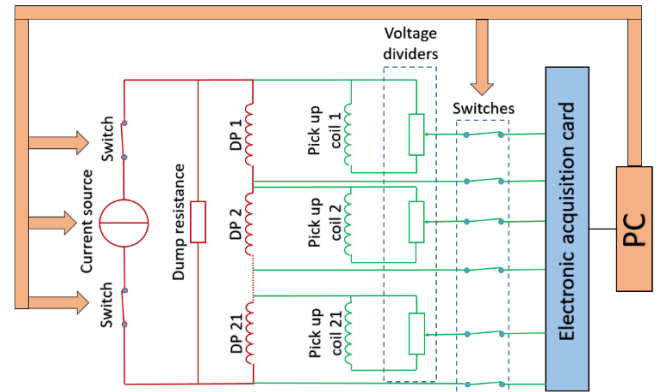 Voltage
dividers
Switches
Switch
Current source
Switch
Dump resistance
DP 1
DP 2
DP 21
Pick up
coil 1
Pick up
coil 2
Pick up
coil 21
Electronic acquisition card
PC